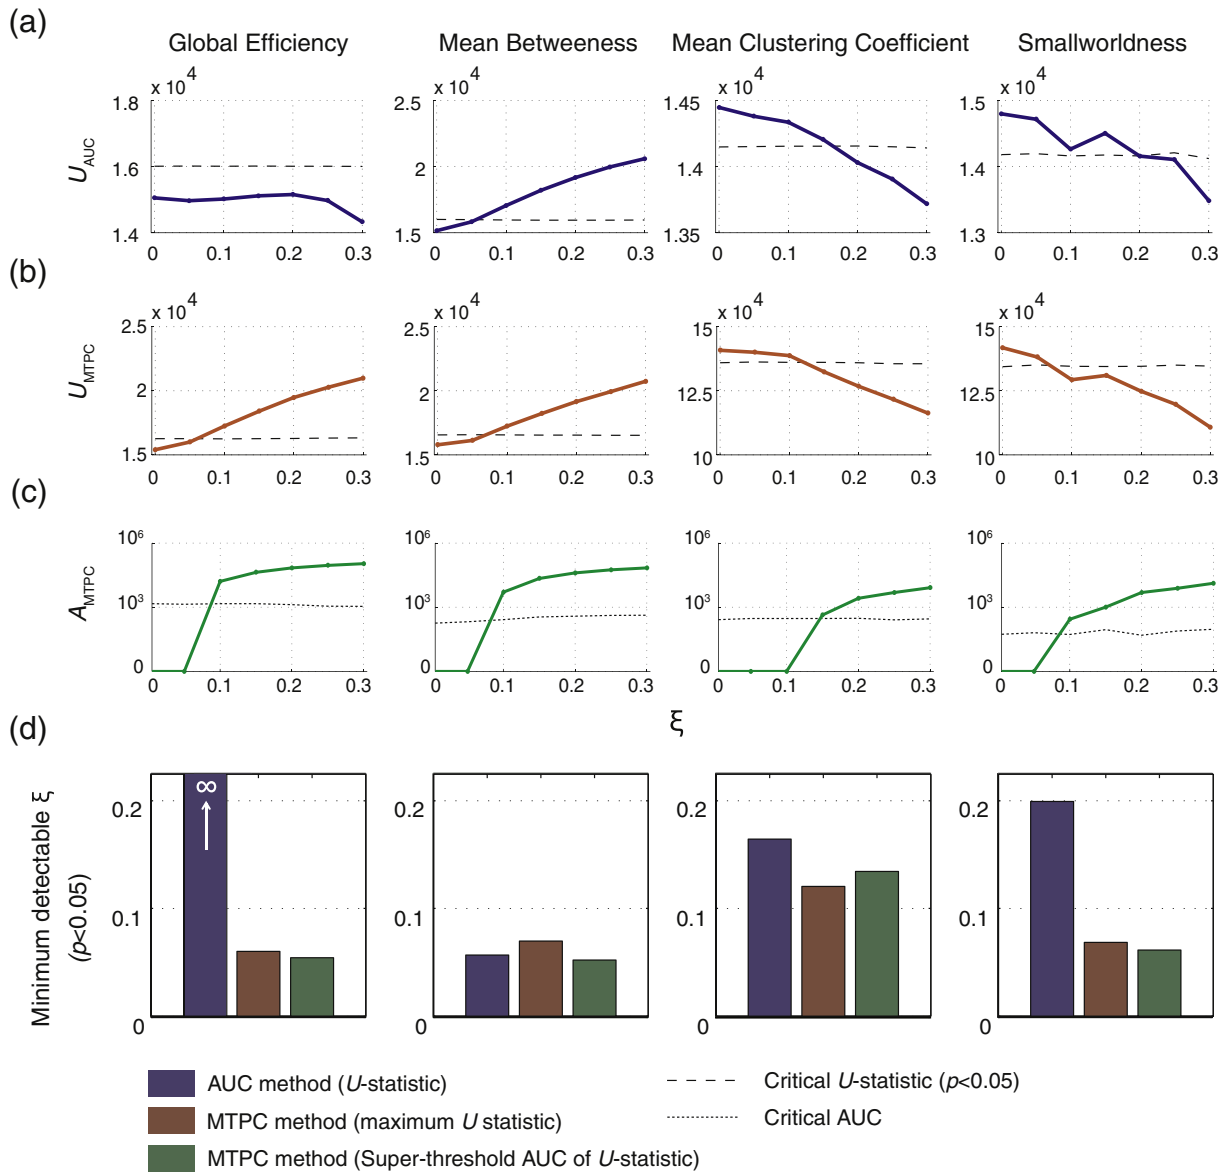 (a)
Global Efficiency
Mean Betweeness
Mean Clustering Coefficient
Smallworldness
x 10^4
1.8
1.6
1.4
U_AUC
0 0.1 0.2 0.3
x 10^4
2.5
20
1.5
0 0.1 0.2 0.3
x 10^4
1.45
1.4
1.35
0 0.1 0.2 0.3
x 10^4
1.5
1.4
1.3
0 0.1 0.2 0.3
(b)
x 10^4
2.5
20
1.5
U_MTPC
0 0.1 0.2 0.3
x 10^4
2.5
20
1.5
0 0.1 0.2 0.3
x 10^4
15
12.5
10
0 0.1 0.2 0.3
x 10^4
15
12.5
10
0 0.1 0.2 0.3
(c)
10^6
10^3
0
A_MTPC
0 0.1 0.2 0.3
10^6
10^3
0
0 0.1 0.2 0.3
10^6
10^3
0
0 0.1 0.2 0.3
10^6
10^3
0
0 0.1 0.2 0.3
ξ
(d)
Minimum detectable ξ
(p<0.05)
∞
0.2
0.1
0
0.2
0.1
0
0.2
0.1
0
0.2
0.1
0
AUC method (U-statistic)
MTPC method (maximum U statistic)
MTPC method (Super-threshold AUC of U-statistic)
Critical U-statistic (p<0.05)
Critical AUC